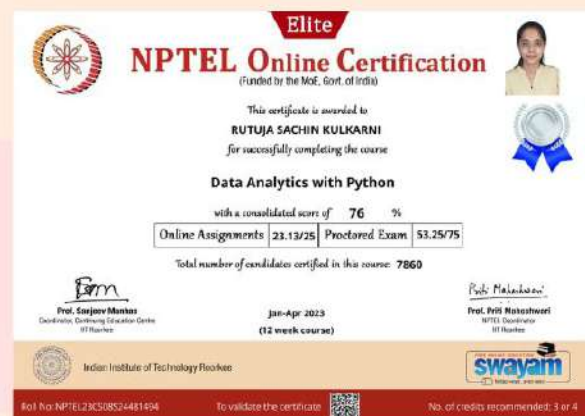 Elite
NPTEL Online Certification
(Funded by the MoE, Govt. of India)
This certificate is awarded to
RUTUJA SACHIN KULKARNI
for successfully completing the course
Data Analytics with Python
with a consolidated score of 76 %
Online Assignments 23.13/25 Proctored Exam 53.25/75
Total number of candidates certified in this course: 7860
Prof. Sanjeev Manhas
Coordinator, Continuing Education Centre
IIT Roorkee
Jan-Apr 2023
(12 week course)
Priti Maheshwari
Prof. Priti Maheshwari
NPTEL Coordinator
IIT Roorkee
Indian Institute of Technology Roorkee
swayam
Roll No: NPTEL23CS08S24481494
To validate the certificate
No. of credits recommended: 3 or 4